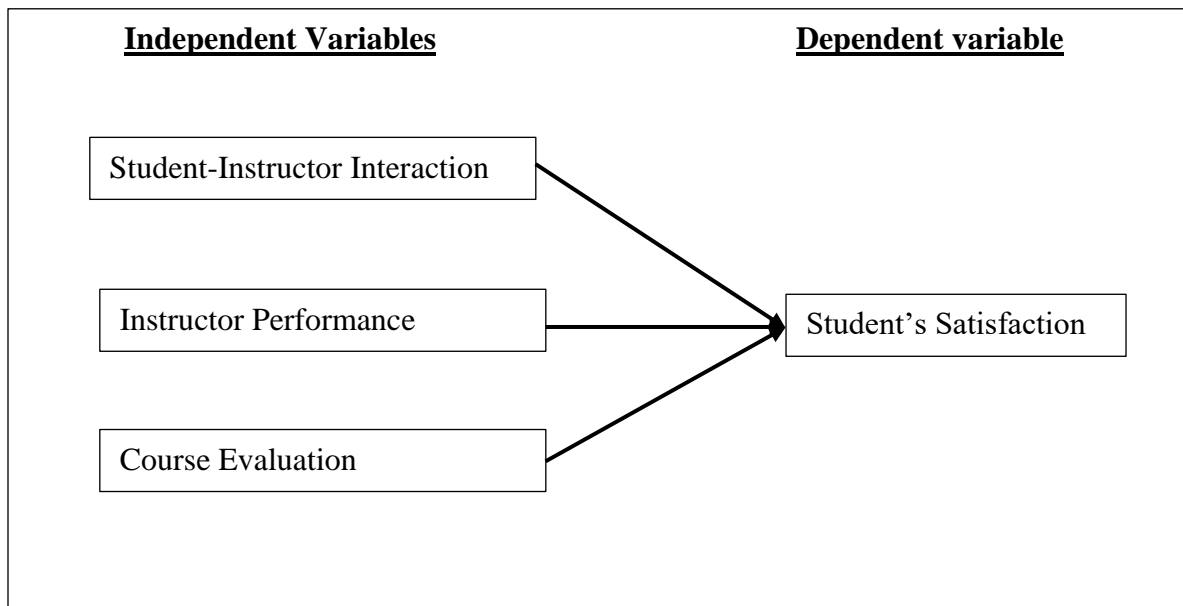 Independent Variables
Dependent variable
Student-Instructor Interaction
Instructor Performance
Student’s Satisfaction
Course Evaluation